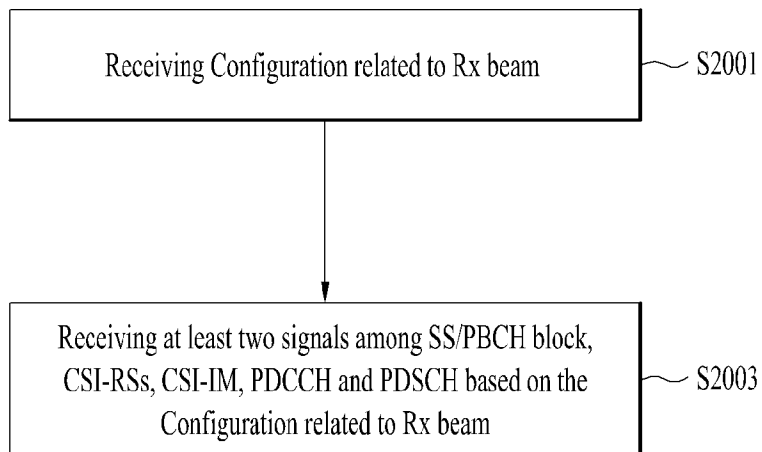 Receiving Configuration related to Rx beam
S2001
Receiving at least two signals among SS/PBCH block,
CSI-RSs, CSI-IM, PDCCH and PDSCH based on the
Configuration related to Rx beam
S2003